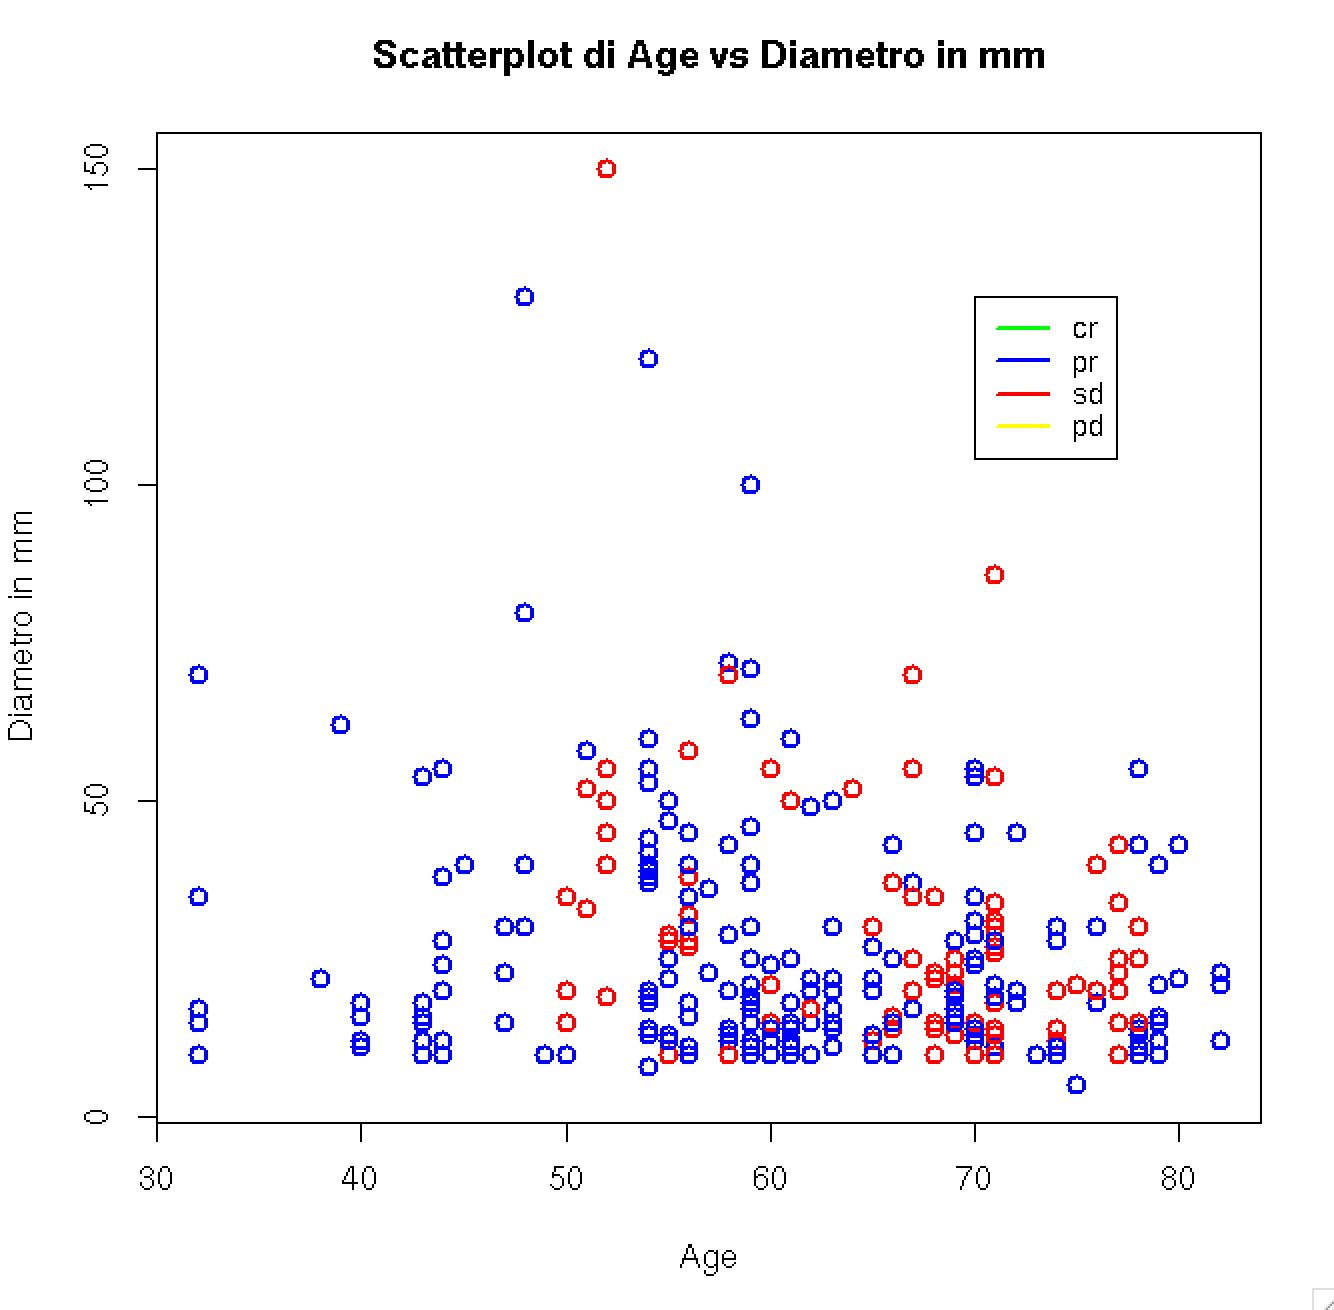 Scatterplot di Age vs Diametro in mm
150
100
50
0
Diametro in mm
cr
pr
sd
pd
30 40 50 60 70 80
Age